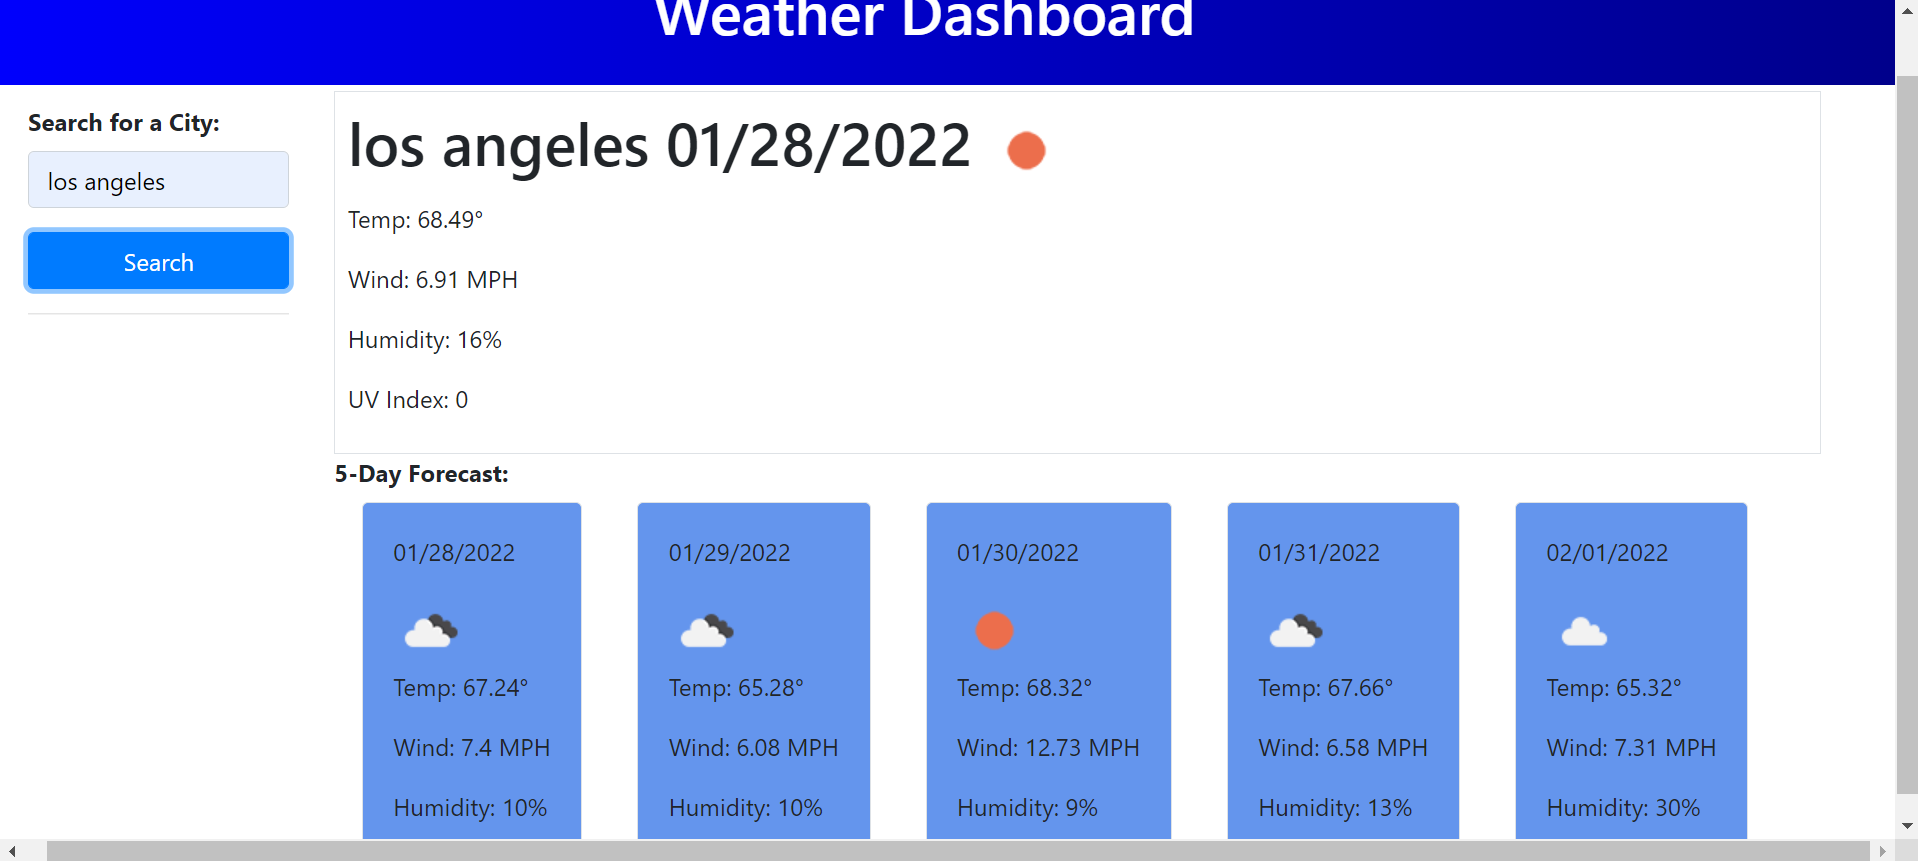 Weather Dashboard
Search for a City:
los angeles
Search
los angeles 01/28/2022
Temp: 68.49°
Wind: 6.91 MPH
Humidity: 16%
UV Index: 0
5-Day Forecast:
01/28/2022
Temp: 67.24°
Wind: 7.4 MPH
Humidity: 10%
01/29/2022
Temp: 65.28°
Wind: 6.08 MPH
Humidity: 10%
01/30/2022
Temp: 68.32°
Wind: 12.73 MPH
Humidity: 9%
01/31/2022
Temp: 67.66°
Wind: 6.58 MPH
Humidity: 13%
02/01/2022
Temp: 65.32°
Wind: 7.31 MPH
Humidity: 30%